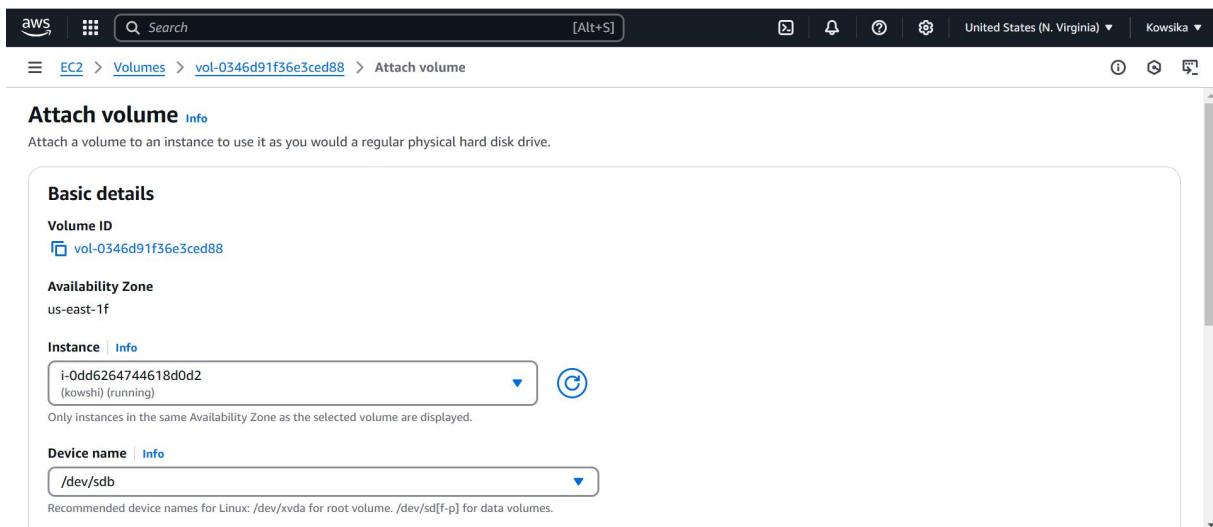 aws Search [Alt+S] United States (N. Virginia) Kowsika
EC2 > Volumes > vol-0346d91f36e3ced88 > Attach volume
Attach volume Info
Attach a volume to an instance to use it as you would a regular physical hard disk drive.
Basic details
Volume ID
vol-0346d91f36e3ced88
Availability Zone
us-east-1f
Instance Info
i-0dd6264744618d0d2
(kowshi) (running)
Only instances in the same Availability Zone as the selected volume are displayed.
Device name Info
/dev/sdb
Recommended device names for Linux: /dev/xvda for root volume. /dev/sd[f-p] for data volumes.